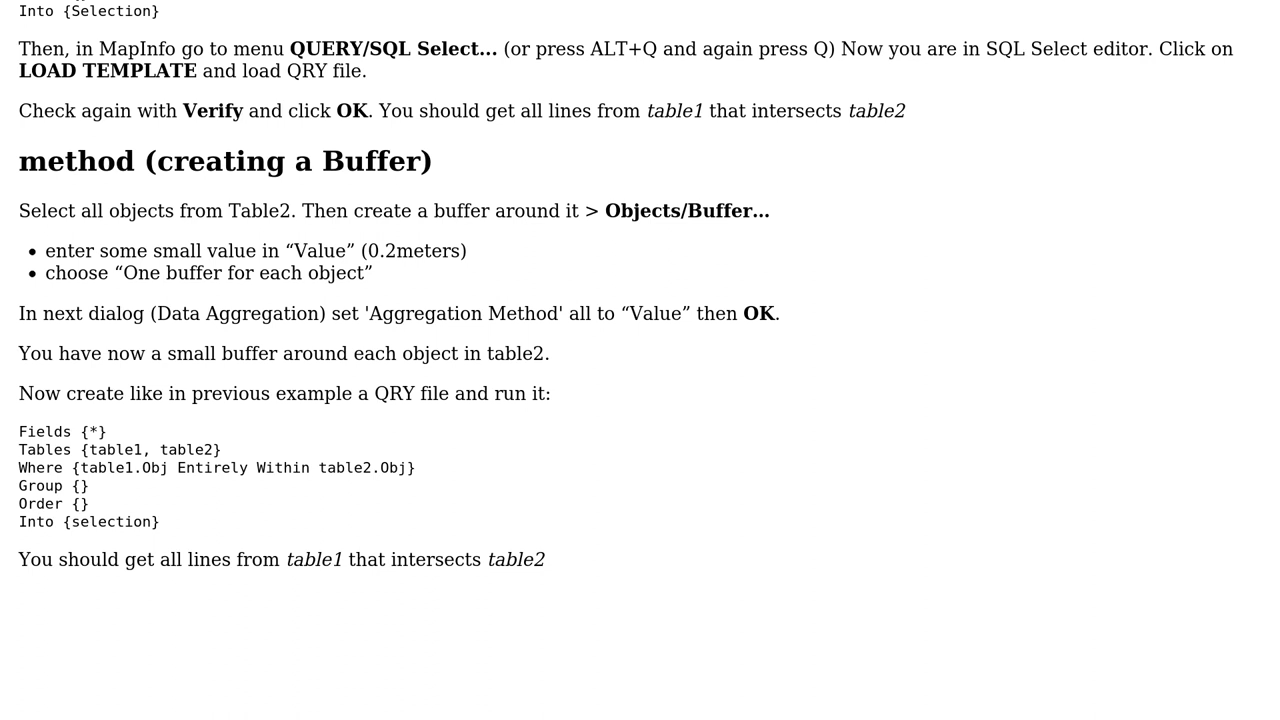 Into {Selection}
Then, in MapInfo go to menu QUERY/SQL Select... (or press ALT+Q and again press Q) Now you are in SQL Select editor. Click on
LOAD TEMPLATE and load QRY file.
Check again with Verify and click OK. You should get all lines from table1 that intersects table2
method (creating a Buffer)
Select all objects from Table2. Then create a buffer around it > Objects/Buffer...
• enter some small value in “Value” (0.2meters)
• choose “One buffer for each object”
In next dialog (Data Aggregation) set 'Aggregation Method' all to “Value” then OK.
You have now a small buffer around each object in table2.
Now create like in previous example a QRY file and run it:
Fields {*}
Tables {table1, table2}
Where {table1.Obj Entirely Within table2.Obj}
Group {}
Order {}
Into {selection}
You should get all lines from table1 that intersects table2